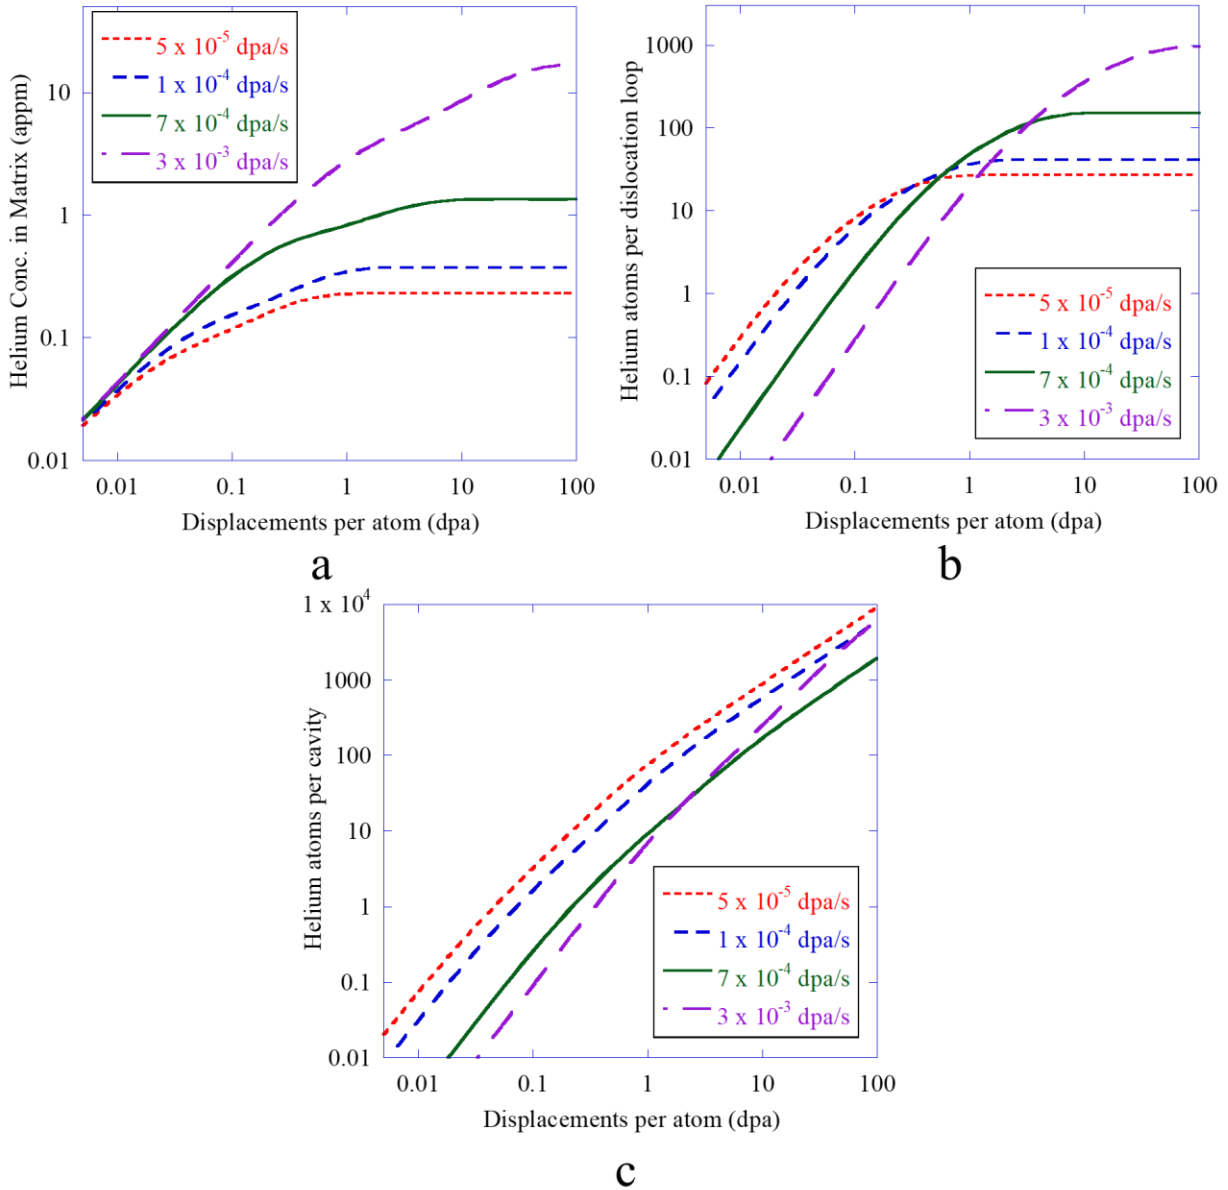 5 x 10⁻⁵ dpa/s
1 x 10⁻⁴ dpa/s
7 x 10⁻⁴ dpa/s
3 x 10⁻³ dpa/s
Helium Conc. in Matrix (appm)
10
1
0.1
0.01
0.01 0.1 1 10 100
Displacements per atom (dpa)
a
Helium atoms per dislocation loop
1000
100
10
1
0.1
0.01
5 x 10⁻⁵ dpa/s
1 x 10⁻⁴ dpa/s
7 x 10⁻⁴ dpa/s
3 x 10⁻³ dpa/s
0.01 0.1 1 10 100
Displacements per atom (dpa)
b
Helium atoms per cavity
1 x 10⁴
1000
100
10
1
0.1
0.01
5 x 10⁻⁵ dpa/s
1 x 10⁻⁴ dpa/s
7 x 10⁻⁴ dpa/s
3 x 10⁻³ dpa/s
0.01 0.1 1 10 100
Displacements per atom (dpa)
c